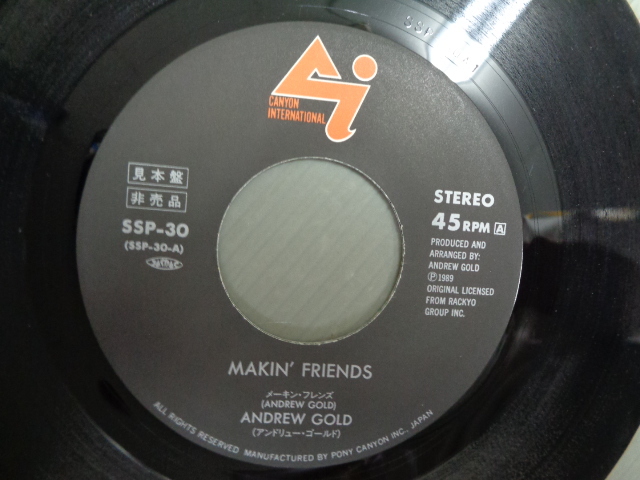 CANYON
INTERNATIONAL
見本盤
非売品
SSP-30
(SSP-30-A)
STEREO
45RPM A
PRODUCED AND
ARRANGED BY:
ANDREW GOLD
Ⓟ1989
ORIGINAL LICENSED
FROM RACKYO
GROUP INC.
MAKIN' FRIENDS
メーキン・フレンズ
(ANDREW GOLD)
ANDREW GOLD
(アンドリュー・ゴールド)
ALL RIGHTS RESERVED MANUFACTURED BY PONY CANYON INC. JAPAN